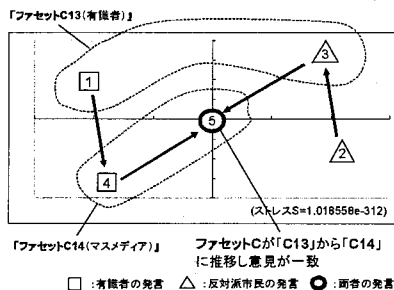 『ファセットC13(有識者)』
3
1
5
2
4
(ストレスS=1.018558e-312)
『ファセットC14(マスメディア)』
ファセットCが「C13」から「C14」
に推移し意見が一致
□ :有識者の発言 △ :反対派市民の発言 ○ :両者の発言